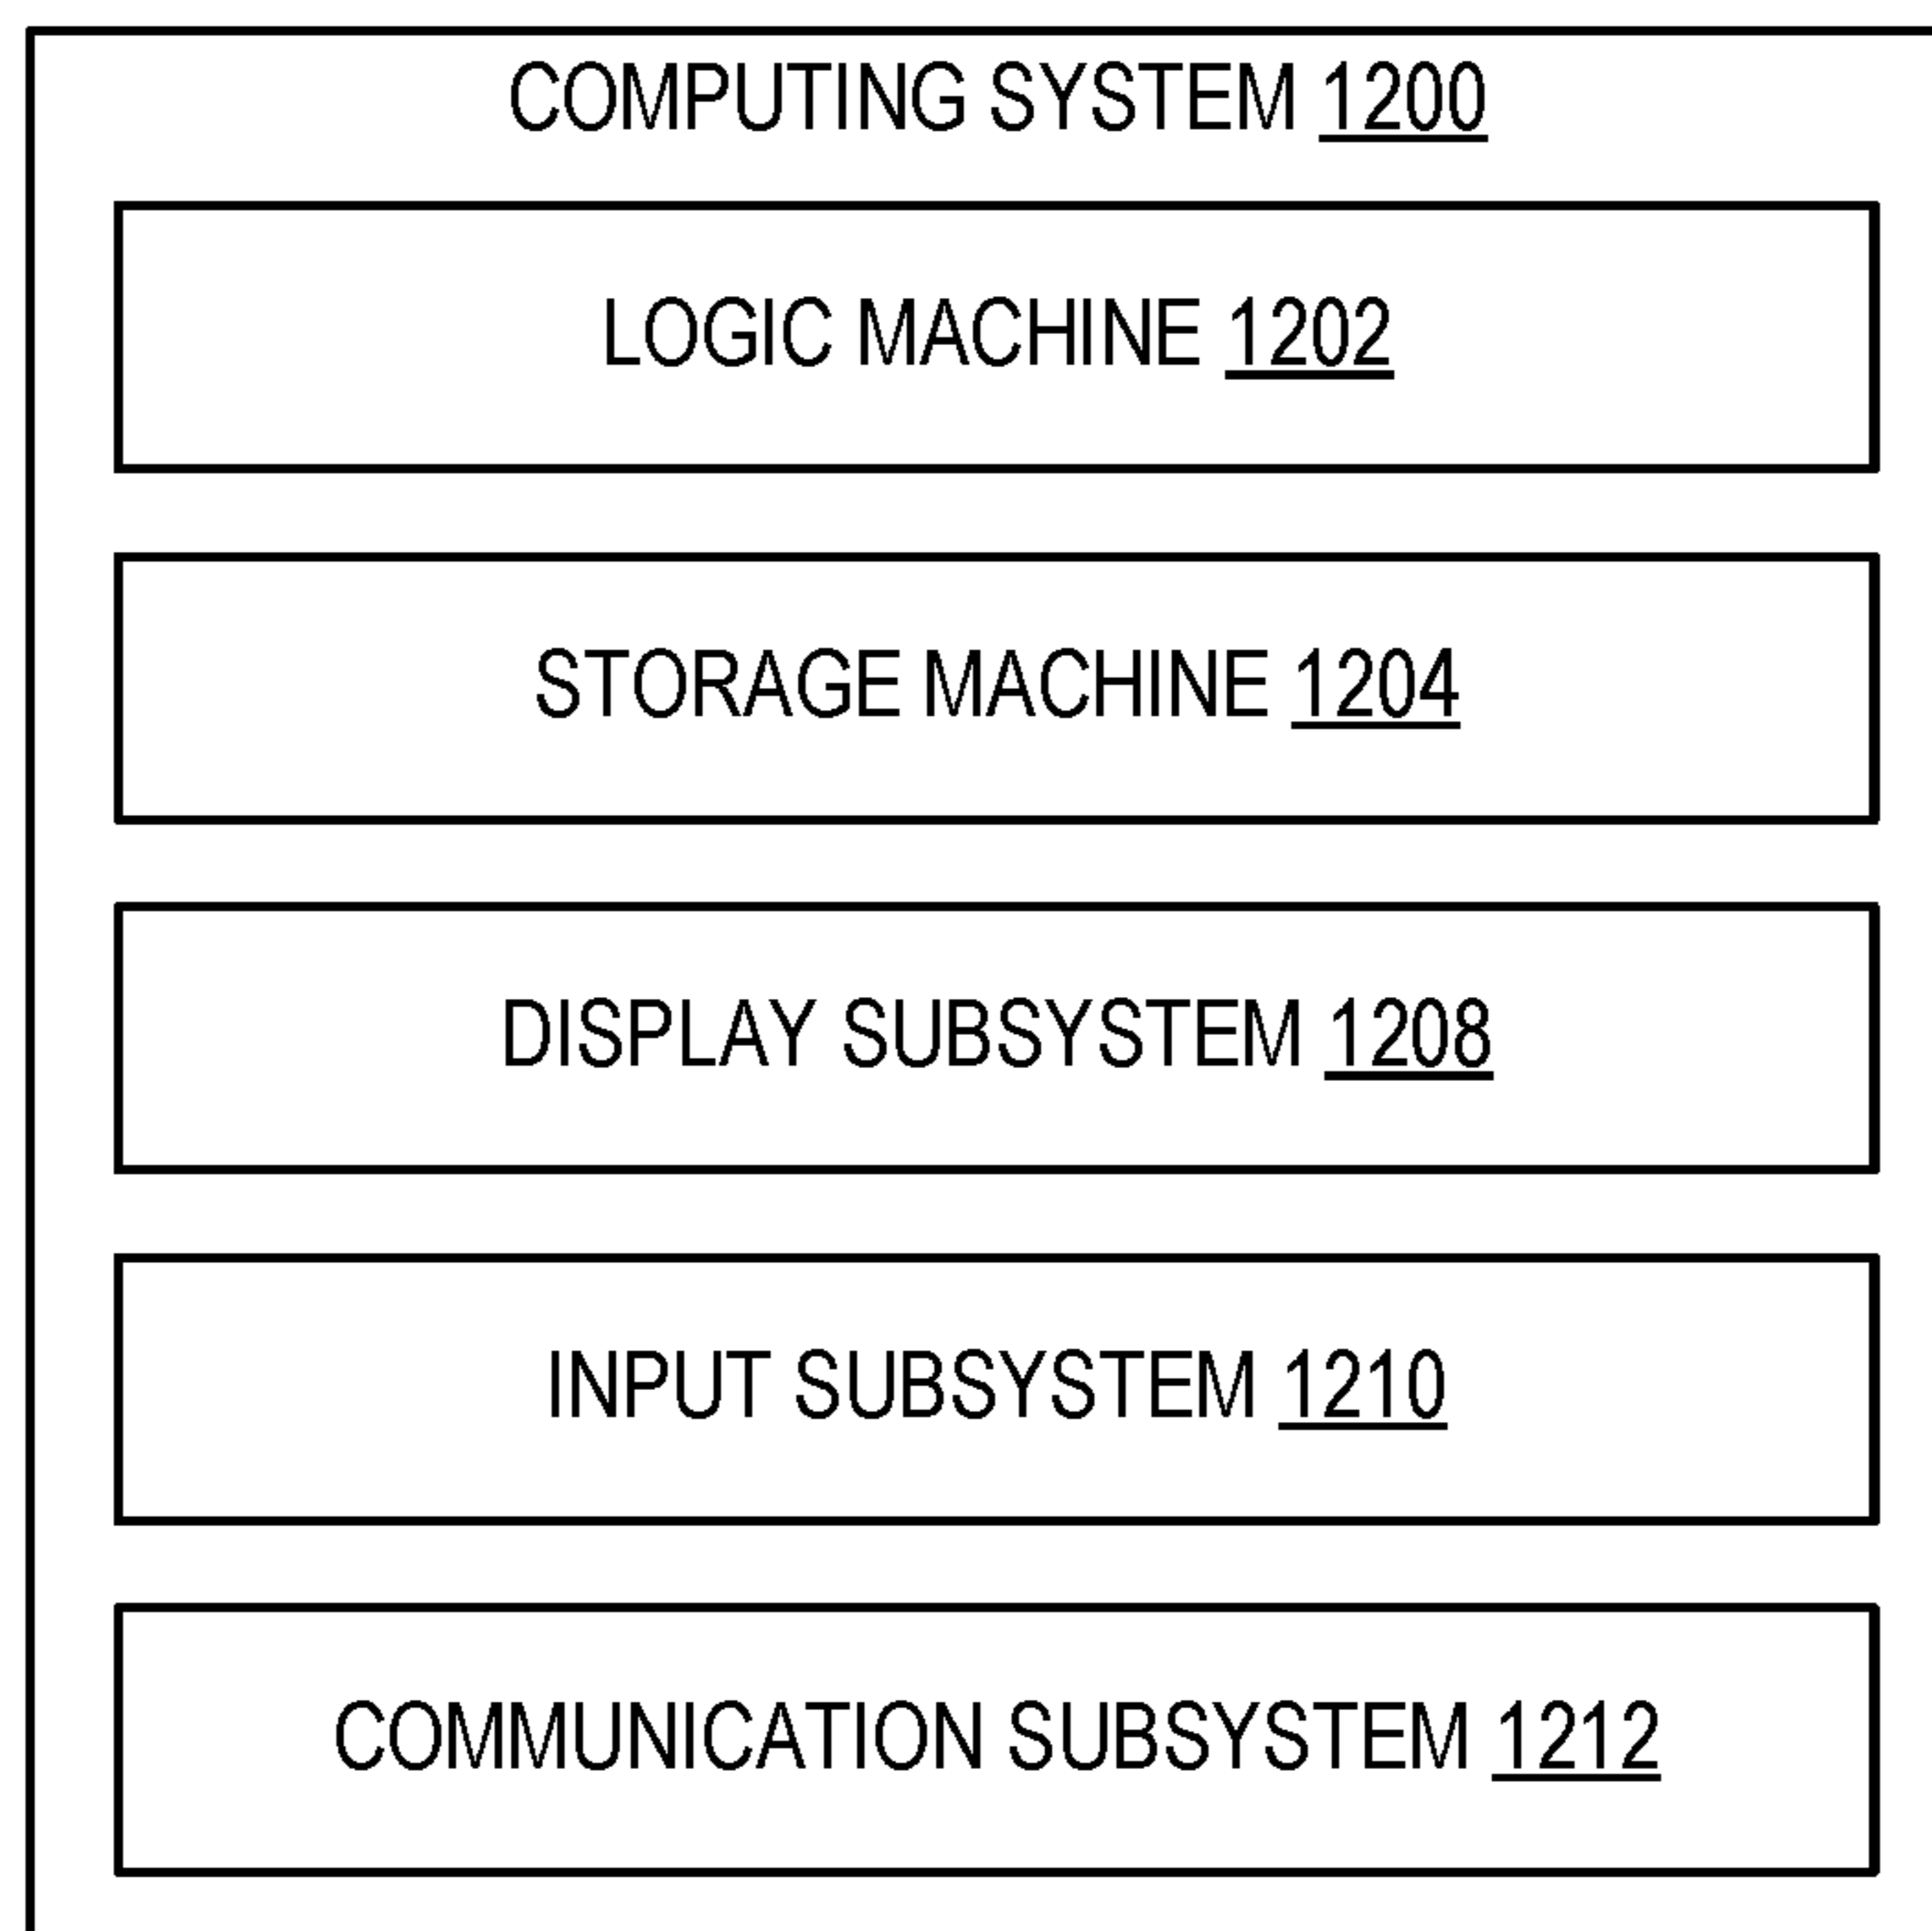 COMPUTING SYSTEM 1200
LOGIC MACHINE 1202
STORAGE MACHINE 1204
DISPLAY SUBSYSTEM 1208
INPUT SUBSYSTEM 1210
COMMUNICATION SUBSYSTEM 1212